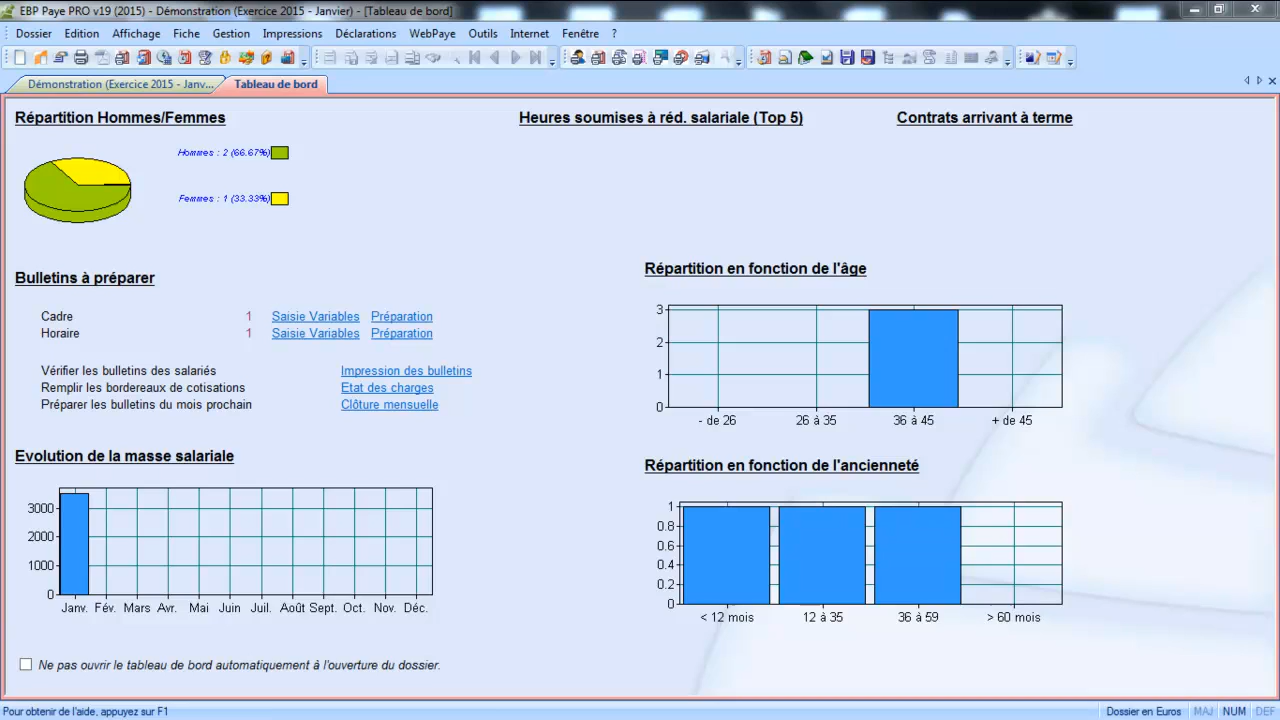 EBP Paye PRO v19 (2015) - Démonstration (Exercice 2015 - Janvier) - [Tableau de bord]
Dossier Edition Affichage Fiche Gestion Impressions Déclarations WebPaye Outils Internet Fenêtre ?
Démonstration (Exercice 2015 - Janv... Tableau de bord
Répartition Hommes/Femmes
Hommes : 2 (66.67%)
Femmes : 1 (33.33%)
Heures soumises à réd. salariale (Top 5)
Contrats arrivant à terme
Bulletins à préparer
Cadre 1 Saisie Variables Préparation
Horaire 1 Saisie Variables Préparation
Vérifier les bulletins des salariés Impression des bulletins
Remplir les bordereaux de cotisations Etat des charges
Préparer les bulletins du mois prochain Clôture mensuelle
Répartition en fonction de l'âge
3
2
1
0
- de 26 26 à 35 36 à 45 + de 45
Evolution de la masse salariale
3000
2000
1000
0
Janv. Fév. Mars Avr. Mai Juin Juil. Août Sept. Oct. Nov. Déc.
Répartition en fonction de l'ancienneté
1
0.8
0.6
0.4
0.2
0
< 12 mois 12 à 35 36 à 59 > 60 mois
Ne pas ouvrir le tableau de bord automatiquement à l'ouverture du dossier.
Pour obtenir de l'aide, appuyez sur F1 Dossier en Euros MAJ NUM DEF